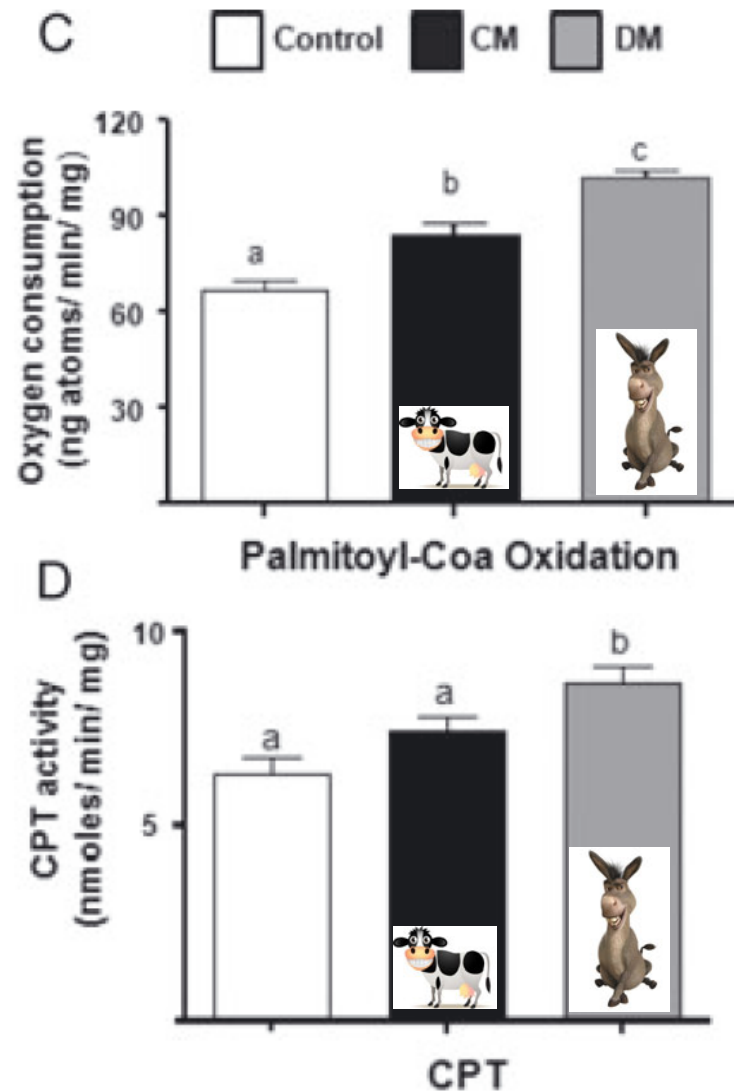 C
Control CM DM
Oxygen consumption
(ng atoms/ min/ mg)
120
90
60
30
a
b
c
Palmitoyl-Coa Oxidation
D
CPT activity
(nmoles/ min/ mg)
10
5
a
a
b
CPT